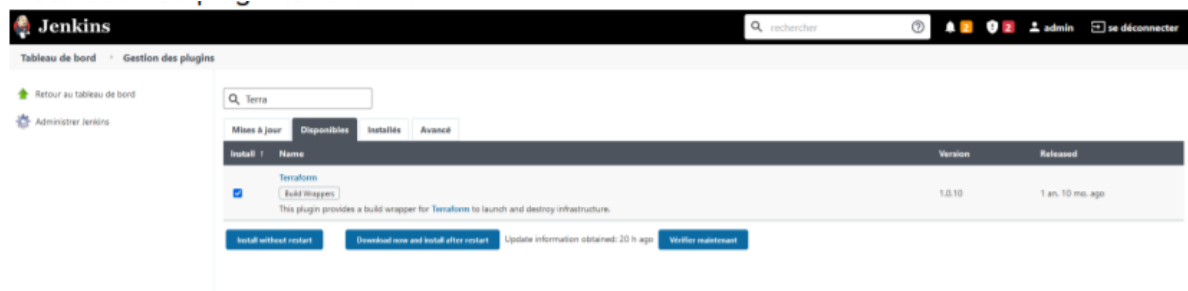 Jenkins
rechercher
2
2
admin
se déconnecter
Tableau de bord
Gestion des plugins
Retour au tableau de bord
Administrer Jenkins
Terra
Mises à jour
Disponibles
Installés
Avancé
Install ↑
Name
Version
Released
Terraform
Build Wrappers
This plugin provides a build wrapper for Terraform to launch and destroy infrastructure.
1.0.10
1 an. 10 mo. ago
Install without restart
Download now and install after restart
Update information obtained: 20 h ago
Vérifier maintenant